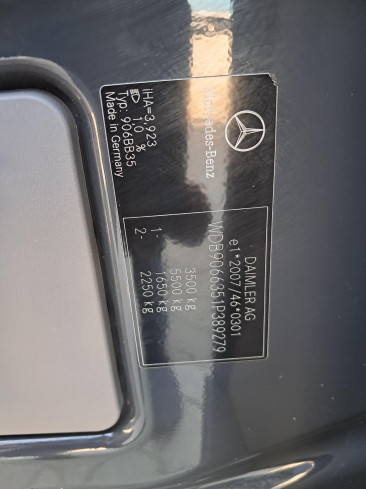 Mercedes-Benz
iHA=3,923
1,0 %
Typ: 906BB35
Made in Germany
DAIMLER AG
e1*2007/46*0301
WDB9066351P389279
3500 kg
5500 kg
1- 1650 kg
2- 2250 kg